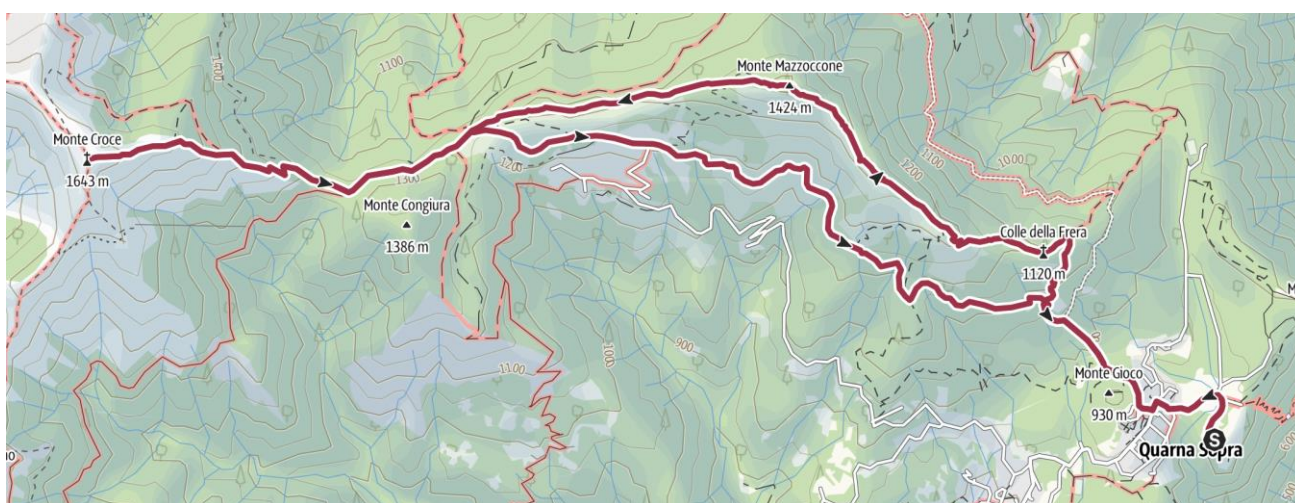 Monte Croce
1643 m
Monte Congiura
1386 m
Monte Mazzoccone
1424 m
Colle della Frera
1120 m
Monte Gioco
930 m
Quarna Sopra
S
1100
1100
1000
1200
1200
1300
900
1000
1100
600